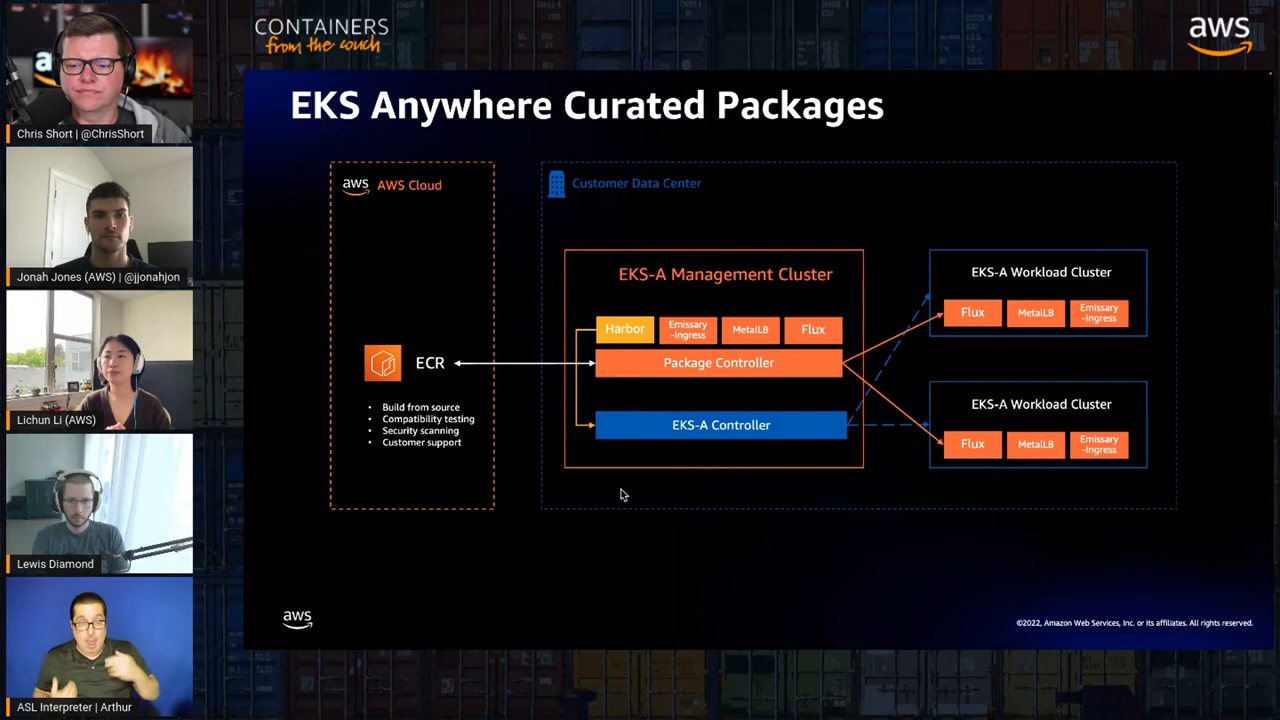 CONTAINERS
from the couch
aws
Chris Short | @ChrisShort
Jonah Jones (AWS) | @jjonahjon
Lichun Li (AWS)
Lewis Diamond
ASL Interpreter | Arthur
EKS Anywhere Curated Packages
aws AWS Cloud
ECR
• Build from source
• Compatibility testing
• Security scanning
• Customer support
Customer Data Center
EKS-A Management Cluster
Harbor
Emissary
-Ingress
MetalLB
Flux
Package Controller
EKS-A Controller
EKS-A Workload Cluster
Flux
MetalLB
Emissary
-Ingress
EKS-A Workload Cluster
Flux
MetalLB
Emissary
-Ingress
aws
©2022, Amazon Web Services, Inc. or its affiliates. All rights reserved.